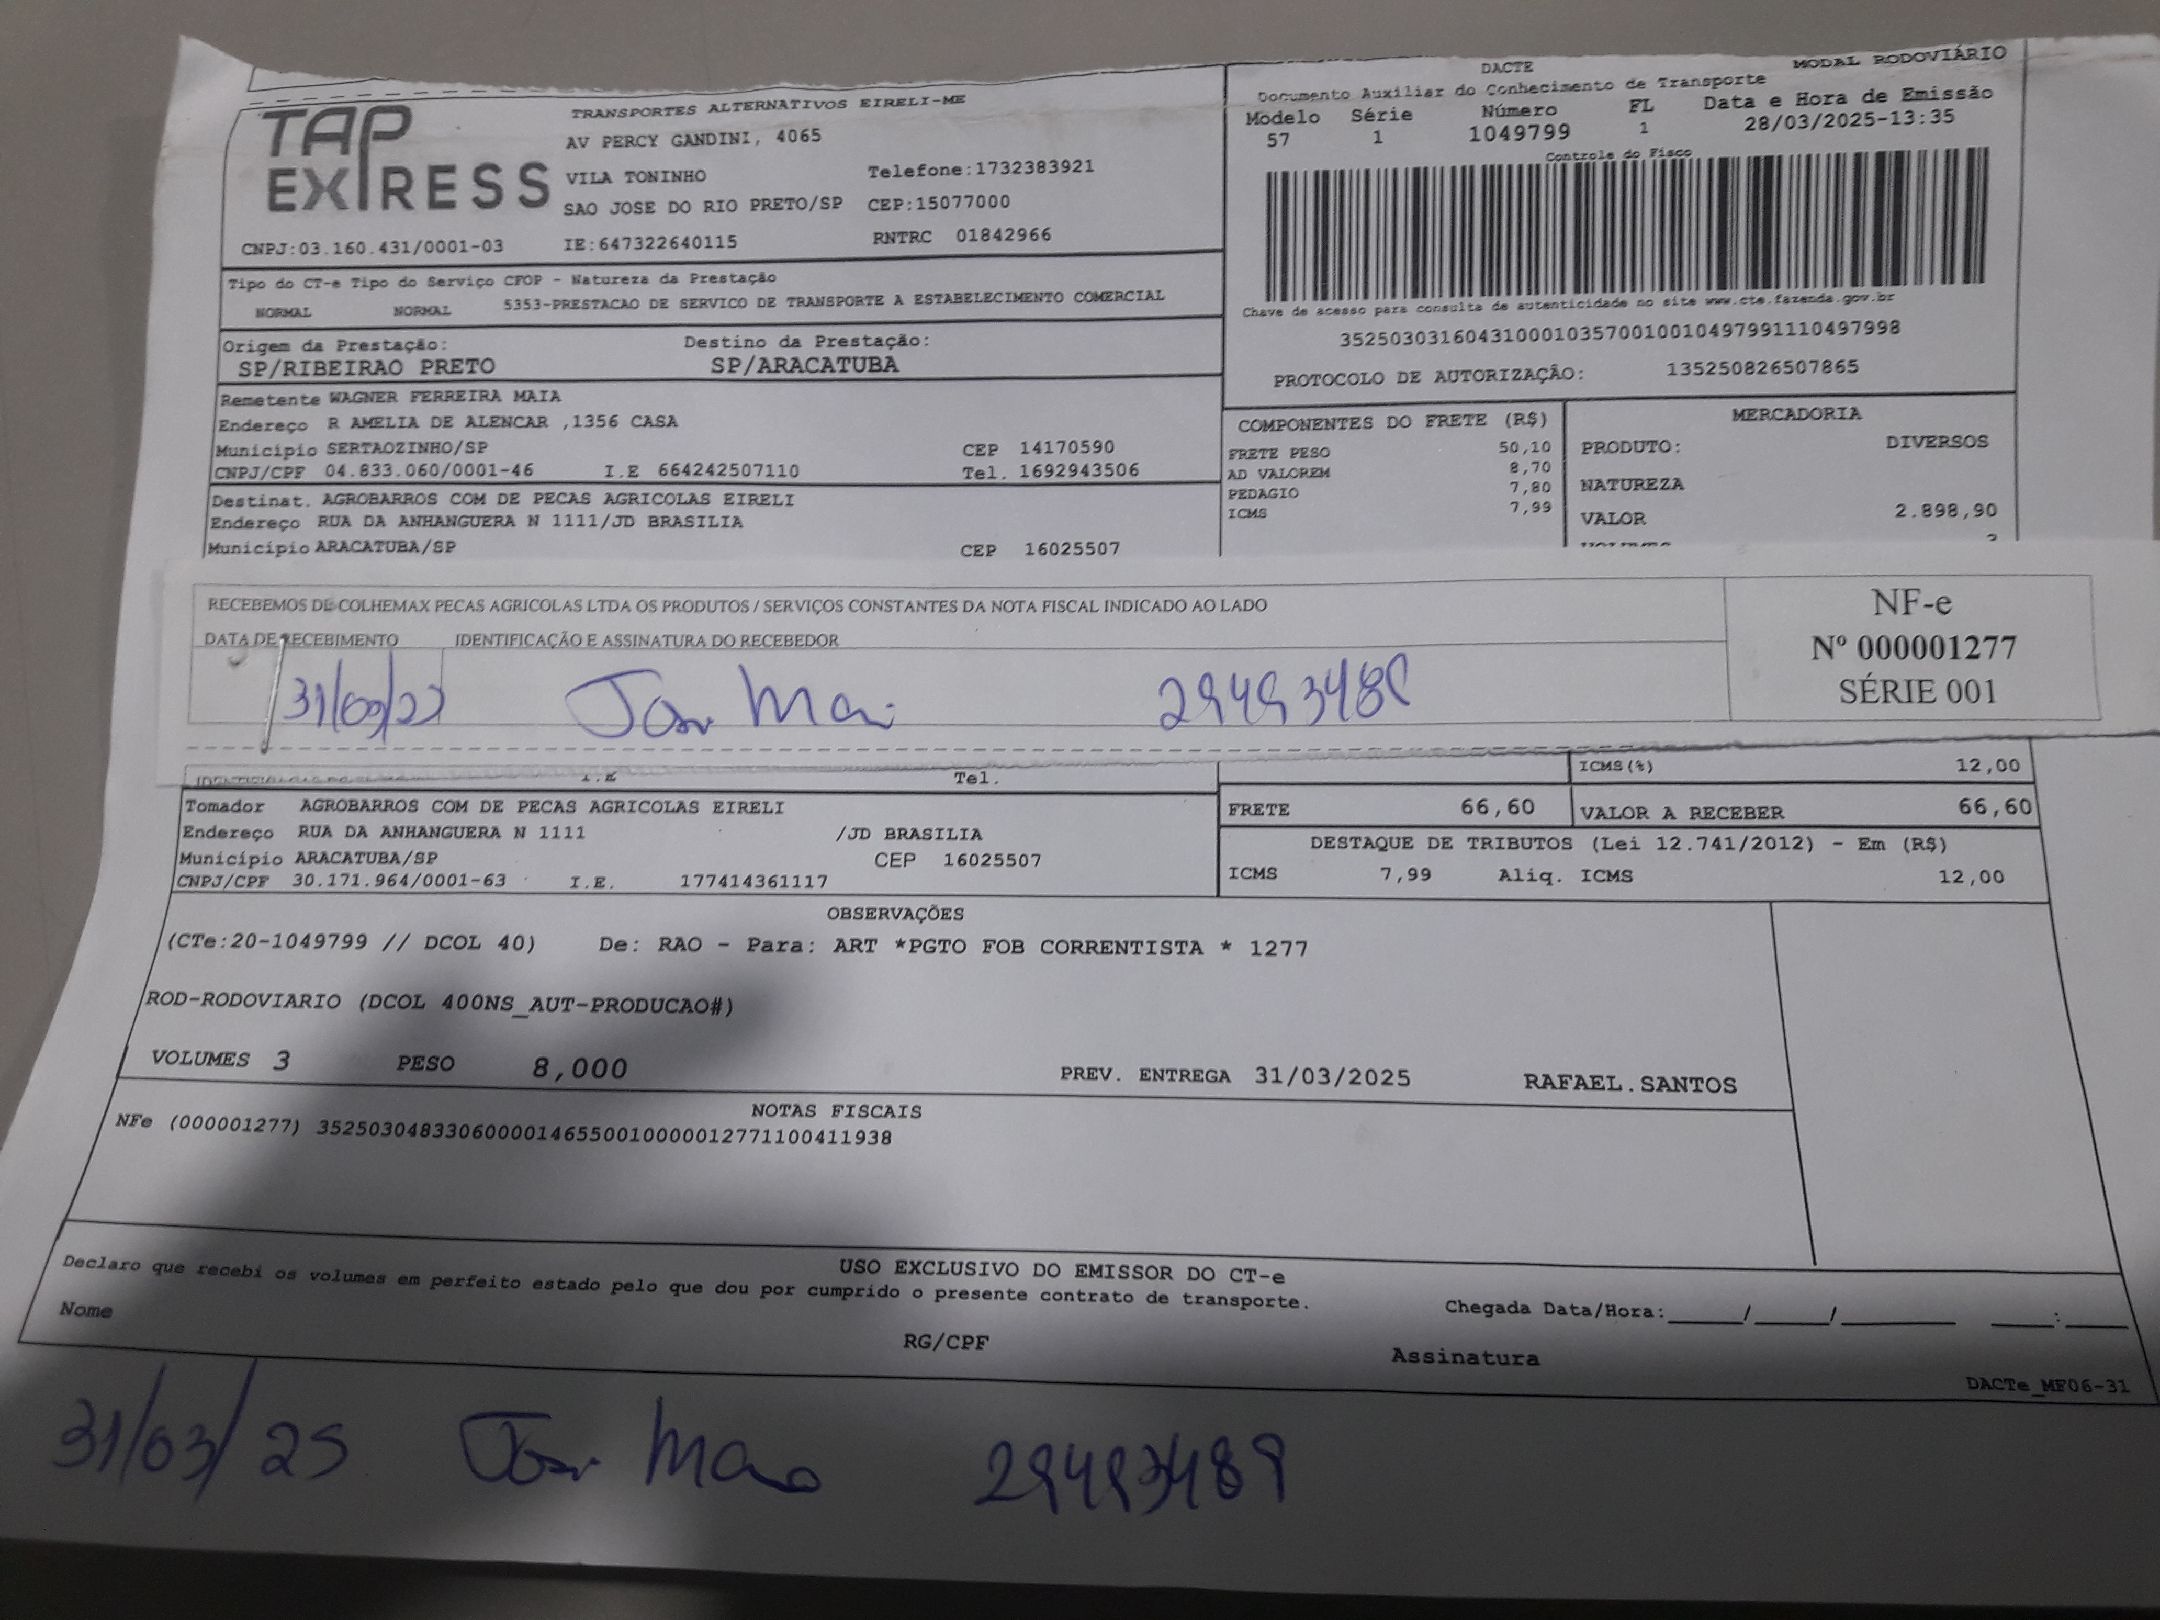 TAP EXPRESS
TRANSPORTES ALTERNATIVOS EIRELI-ME
AV PERCY GANDINI, 4065
VILA TONINHO Telefone:1732383921
SAO JOSE DO RIO PRETO/SP CEP:15077000
CNPJ:03.160.431/0001-03 IE:647322640115 RNTRC 01842966
DACTE MODAL RODOVIÁRIO
Documento Auxiliar do Conhecimento de Transporte
Modelo Série Número FL Data e Hora de Emissão
57 1 1049799 1 28/03/2025-13:35
Controle do Fisco
Chave de acesso para consulta de autenticidade no site www.cte.fazenda.gov.br
35250303160431000103570010010497991110497998
PROTOCOLO DE AUTORIZAÇÃO: 135250826507865
Tipo do CT-e Tipo do Serviço CFOP - Natureza da Prestação
NORMAL NORMAL 5353-PRESTACAO DE SERVICO DE TRANSPORTE A ESTABELECIMENTO COMERCIAL
Origem da Prestação: Destino da Prestação:
SP/RIBEIRAO PRETO SP/ARACATUBA
Remetente WAGNER FERREIRA MAIA
Endereço R AMELIA DE ALENCAR ,1356 CASA
Município SERTAOZINHO/SP CEP 14170590
CNPJ/CPF 04.833.060/0001-46 I.E 664242507110 Tel. 1692943506
Destinat. AGROBARROS COM DE PECAS AGRICOLAS EIRELI
Endereço RUA DA ANHANGUERA N 1111/JD BRASILIA
Município ARACATUBA/SP CEP 16025507
COMPONENTES DO FRETE (R$)
FRETE PESO 50,10
AD VALOREM 8,70
PEDAGIO 7,80
ICMS 7,99
MERCADORIA
PRODUTO: DIVERSOS
NATUREZA
VALOR 2.898,90
RECEBEMOS DE COLHEMAX PECAS AGRICOLAS LTDA OS PRODUTOS / SERVIÇOS CONSTANTES DA NOTA FISCAL INDICADO AO LADO
DATA DE RECEBIMENTO IDENTIFICAÇÃO E ASSINATURA DO RECEBEDOR
NF-e
Nº 000001277
SÉRIE 001
I.E Tel.
ICMS(%) 12,00
Tomador AGROBARROS COM DE PECAS AGRICOLAS EIRELI
Endereço RUA DA ANHANGUERA N 1111 /JD BRASILIA
Município ARACATUBA/SP CEP 16025507
CNPJ/CPF 30.171.964/0001-63 I.E. 177414361117
FRETE 66,60 VALOR A RECEBER 66,60
DESTAQUE DE TRIBUTOS (Lei 12.741/2012) - Em (R$)
ICMS 7,99 Aliq. ICMS 12,00
OBSERVAÇÕES
(CTe:20-1049799 // DCOL 40) De: RAO - Para: ART *PGTO FOB CORRENTISTA * 1277
ROD-RODOVIARIO (DCOL 400NS_AUT-PRODUCAO#)
VOLUMES 3 PESO 8,000 PREV. ENTREGA 31/03/2025 RAFAEL.SANTOS
NOTAS FISCAIS
NFe (000001277) 35250304833060000146550010000012771100411938
USO EXCLUSIVO DO EMISSOR DO CT-e
Declaro que recebi os volumes em perfeito estado pelo que dou por cumprido o presente contrato de transporte.
Nome RG/CPF Assinatura Chegada Data/Hora:____/____/______ ___:___
DACTe_MF06-31
31/03/25